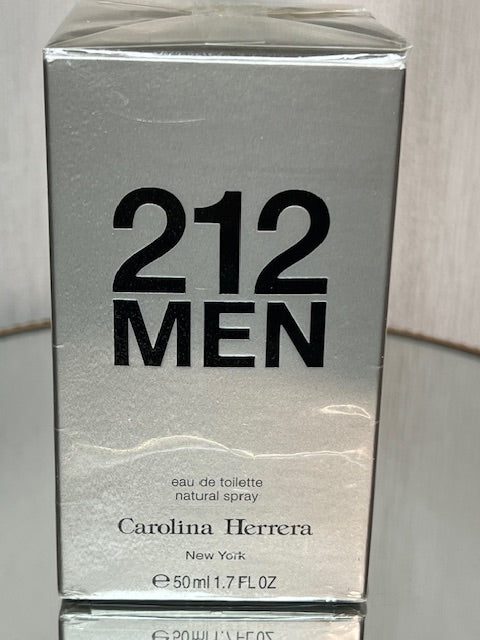 212
MEN
eau de toilette
natural spray
Carolina Herrera
New York
℮ 50 ml 1.7 FL OZ